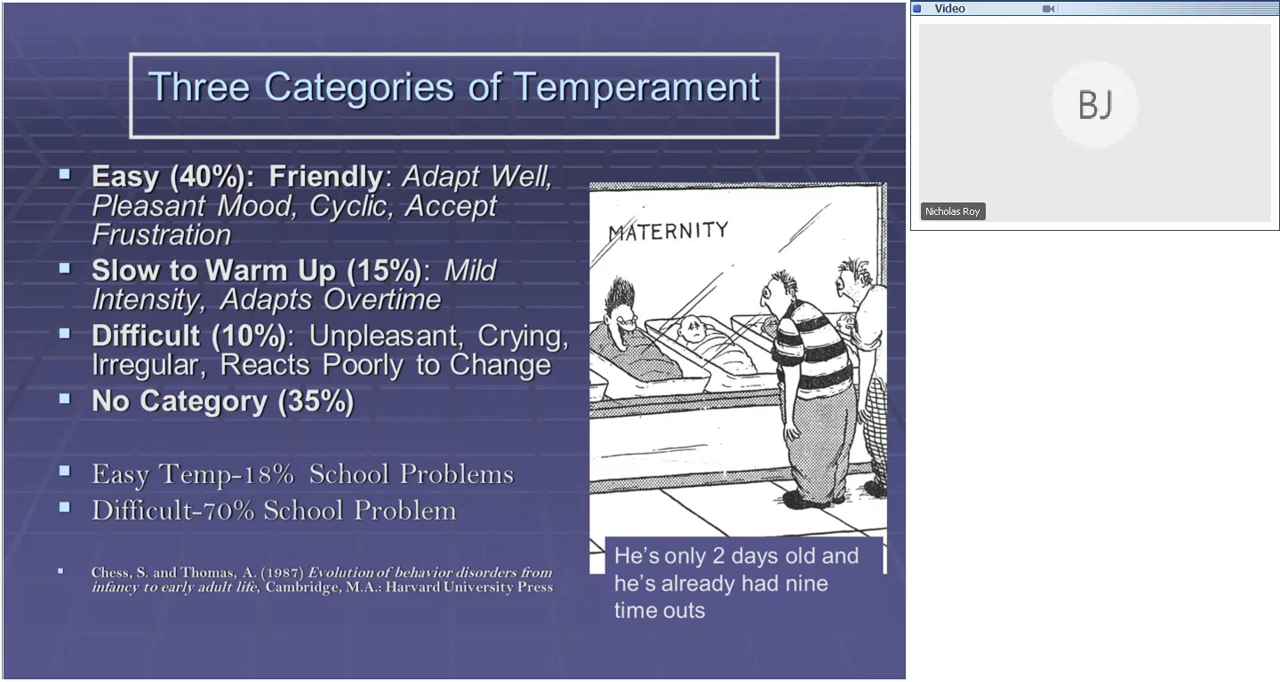 Three Categories of Temperament
Easy (40%): Friendly: Adapt Well,
Pleasant Mood, Cyclic, Accept
Frustration
Slow to Warm Up (15%): Mild
Intensity, Adapts Overtime
Difficult (10%): Unpleasant, Crying,
Irregular, Reacts Poorly to Change
No Category (35%)
Easy Temp-18% School Problems
Difficult-70% School Problem
Chess, S. and Thomas, A. (1987) Evolution of behavior disorders from
infancy to early adult life, Cambridge, M.A.: Harvard University Press
MATERNITY
He's only 2 days old and
he's already had nine
time outs
Video
BJ
Nicholas Roy